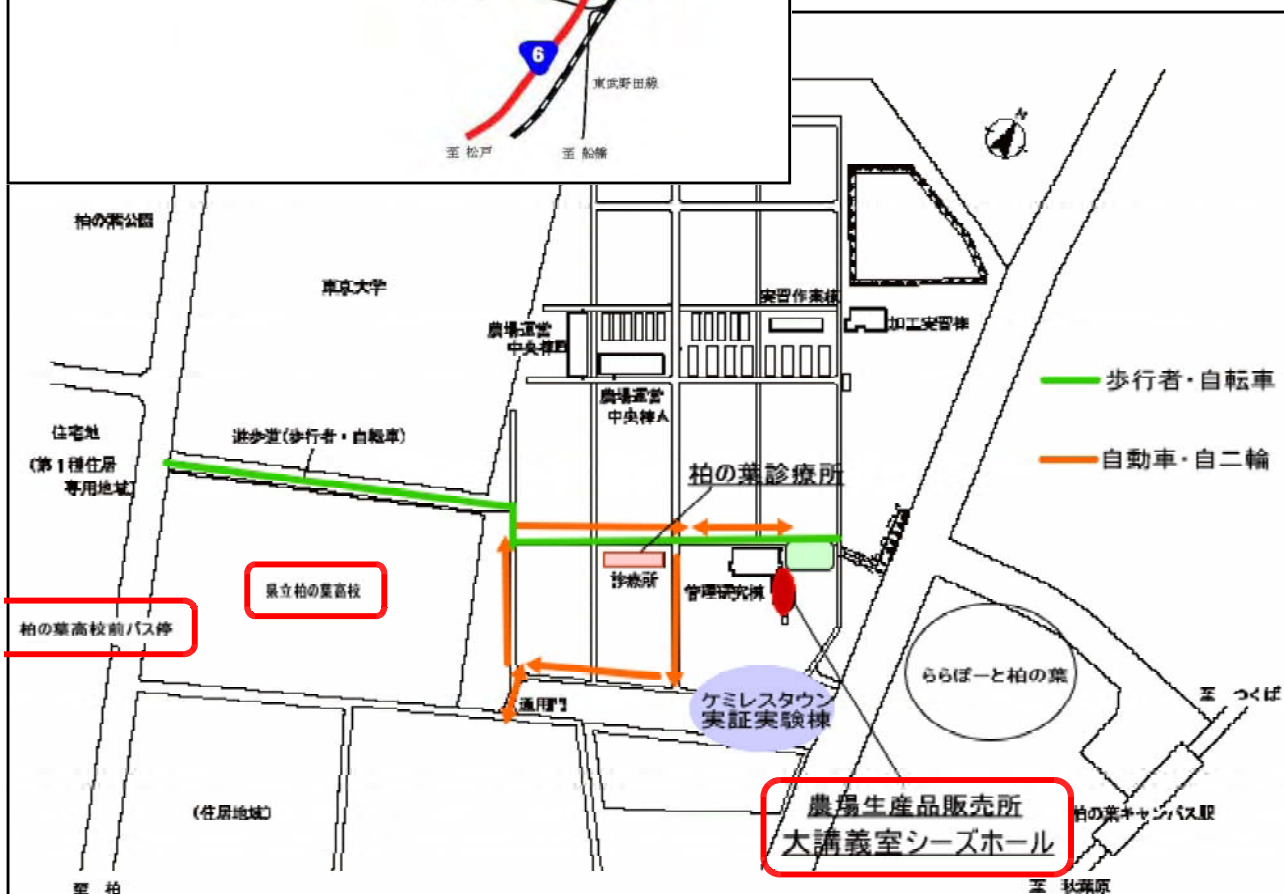 6
東武野田線
至 松戸
至 船橋
N
柏の葉公園
東京大学
実習作業棟
加工実習棟
農場運営
中央棟B
農場運営
中央棟A
歩行者・自転車
自動車・自二輪
住宅地
(第1種住居
専用地域)
遊歩道(歩行者・自転車)
柏の葉診療所
診療所
管理研究棟
県立柏の葉高校
柏の葉高校前バス停
ららぽーと柏の葉
至 つくば
通用門
ケミレスタウン
実証実験棟
農場生産品販売所
大講義室シーズホール
柏の葉キャンパス駅
(住居地域)
至 柏
至 秋葉原